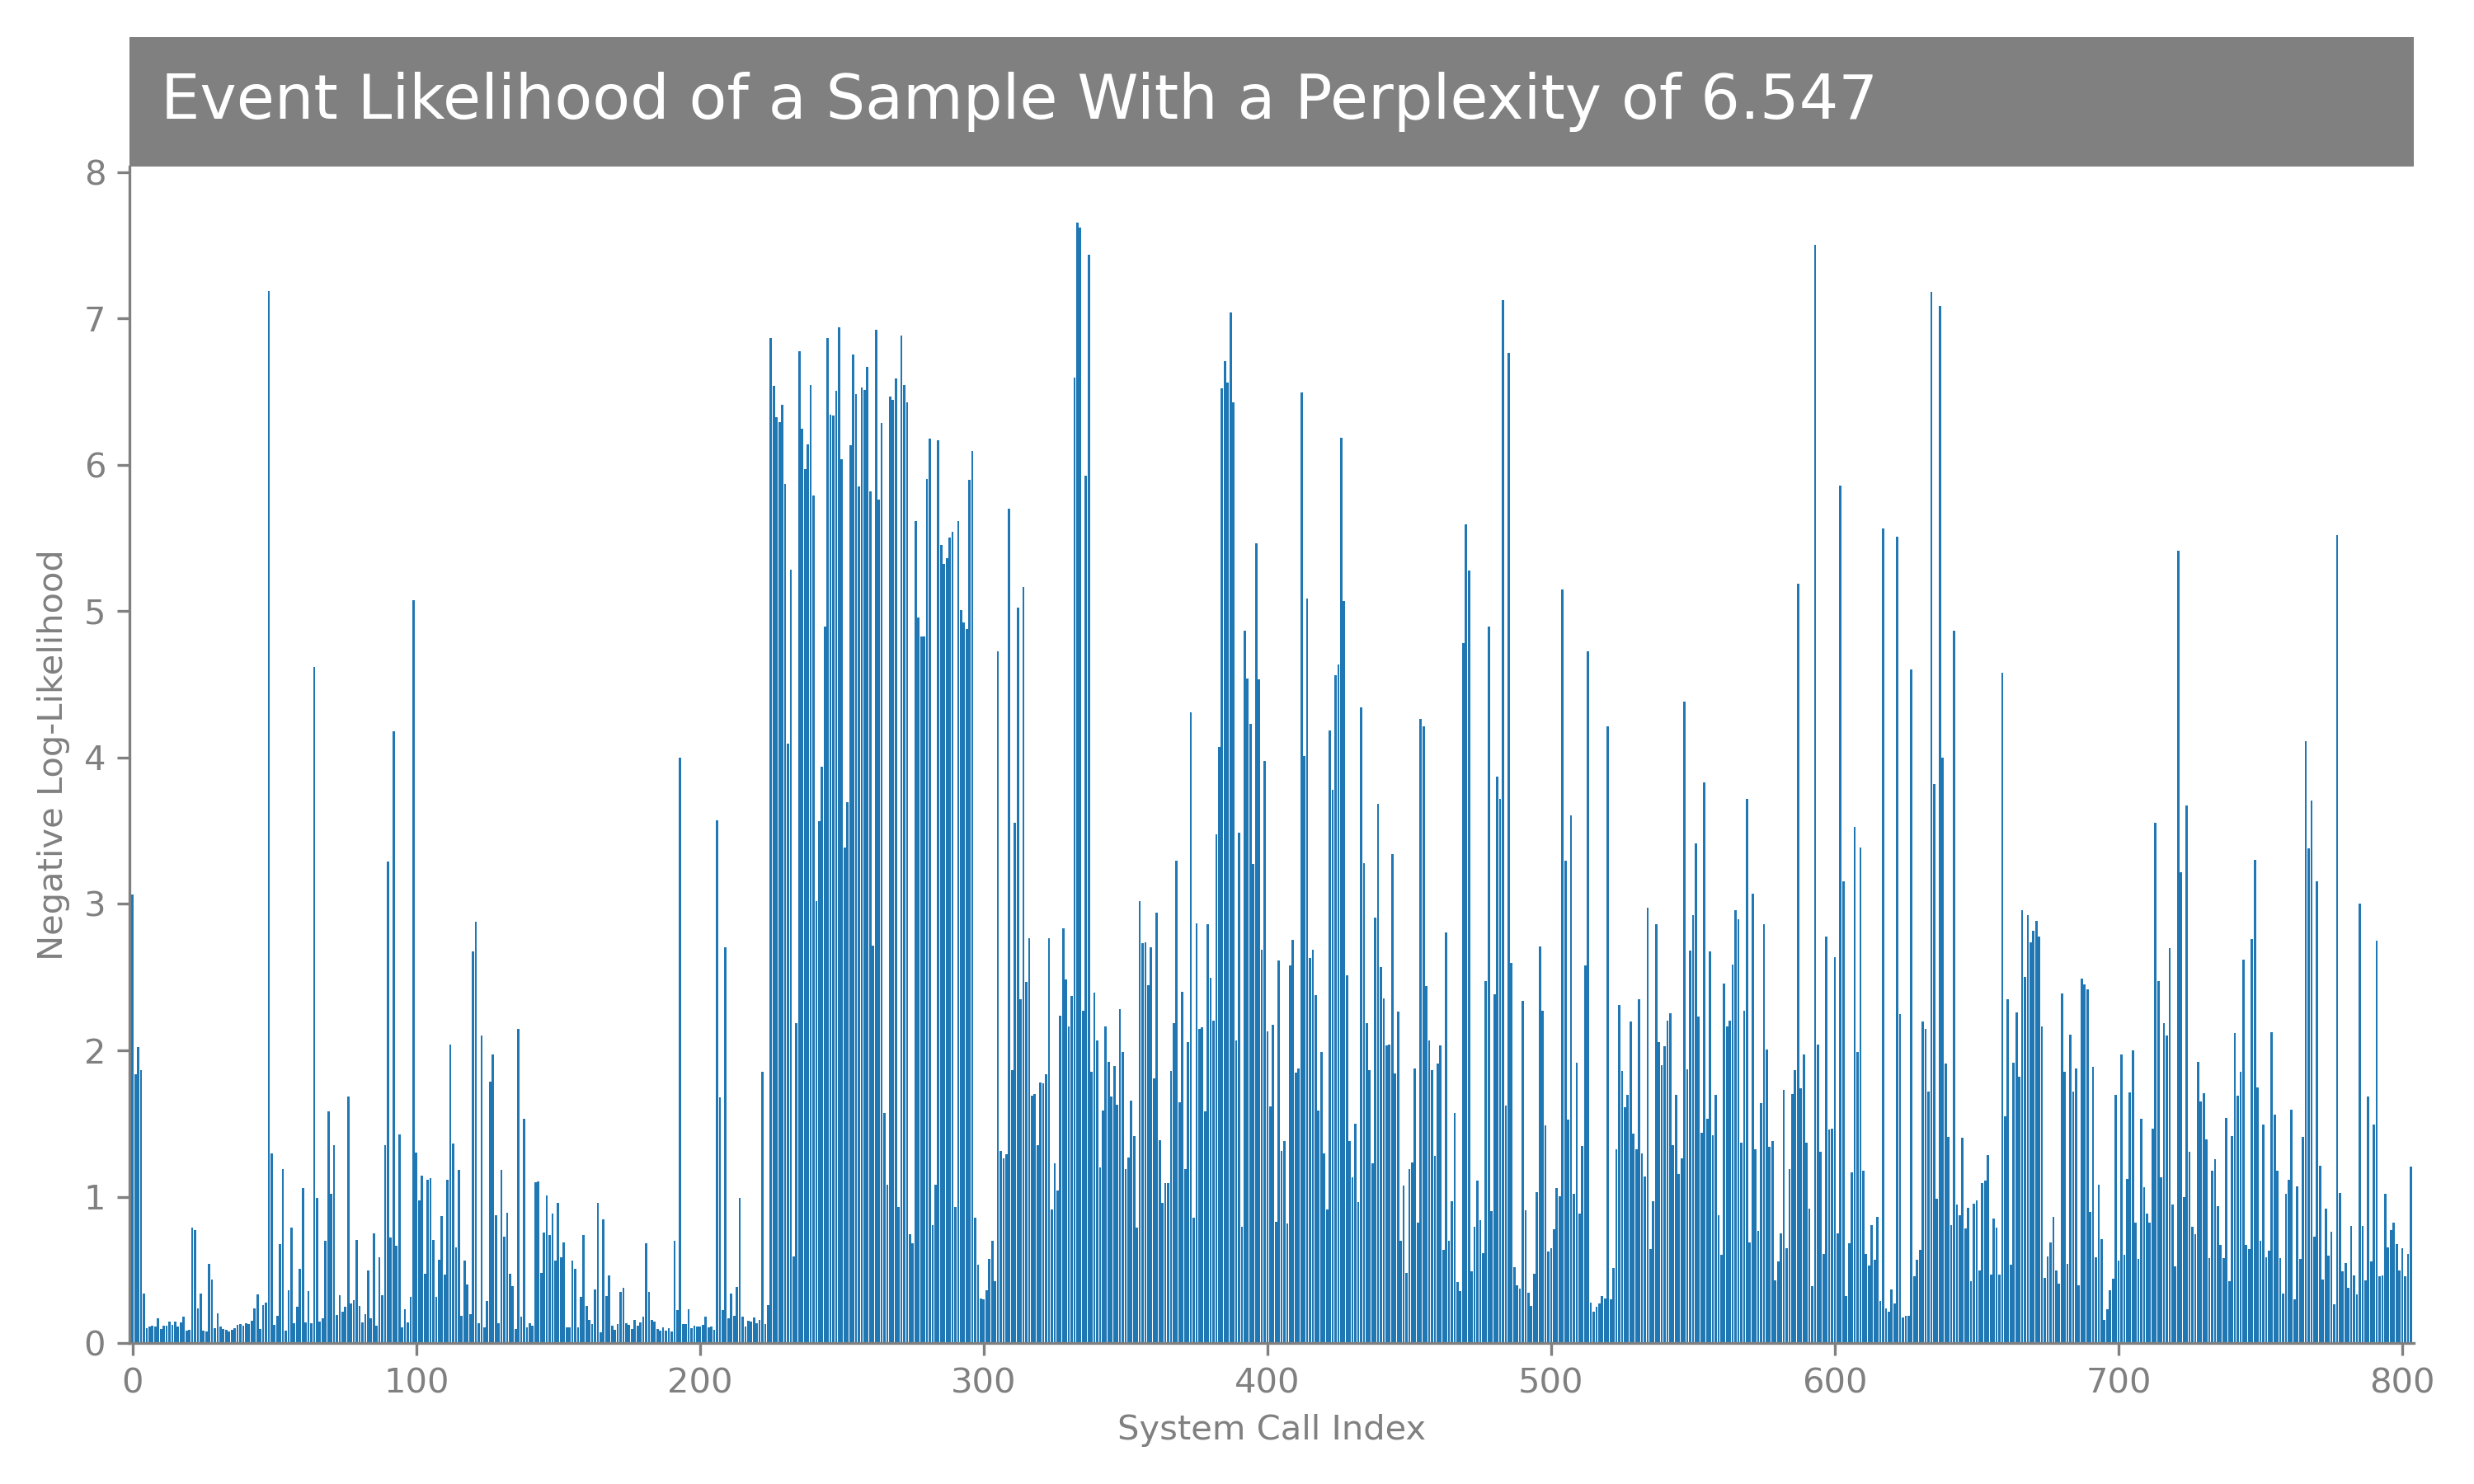 Event Likelihood of a Sample With a Perplexity of 6.547
8
7
6
5
4
3
2
1
0
Negative Log-Likelihood
0 100 200 300 400 500 600 700 800
System Call Index